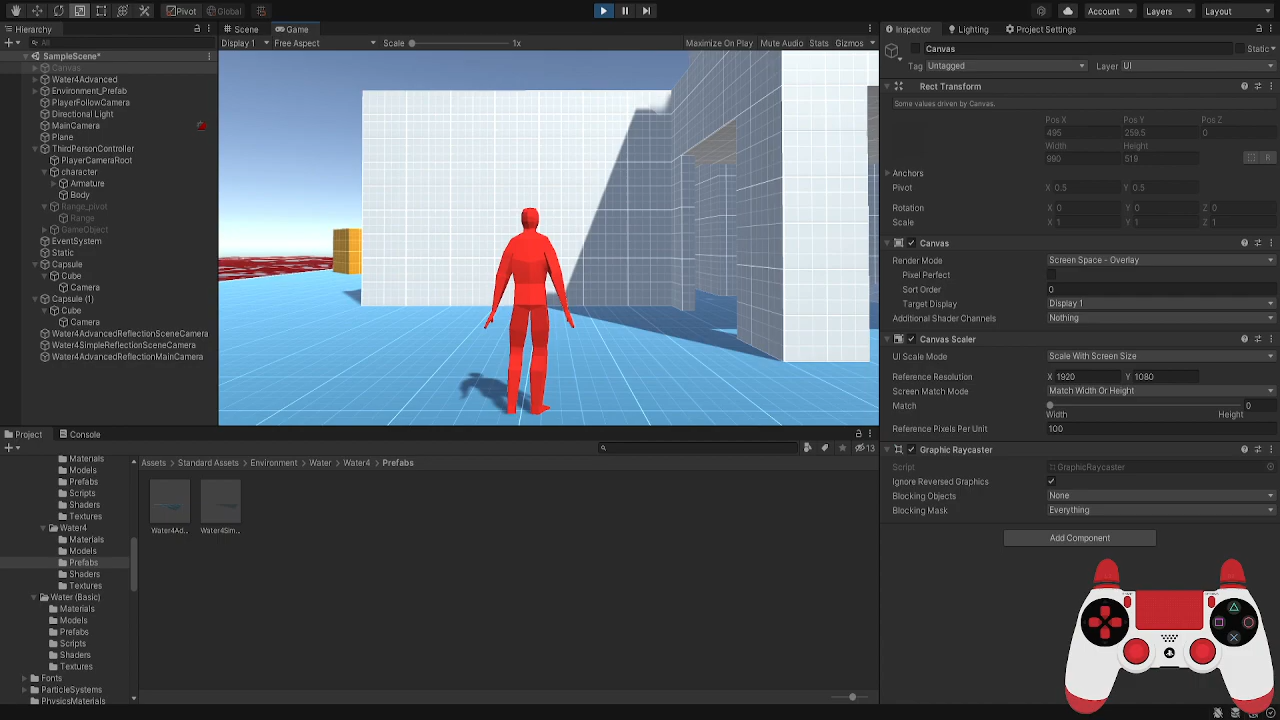 Pivot Global Account Layers Layout
Hierarchy Scene Game Inspector Lighting Project Settings
All Display 1 Free Aspect Scale 1x Maximize On Play Mute Audio Stats Gizmos
SampleScene*
Canvas
Water4Advanced
Environment_Prefab
PlayerFollowCamera
Directional Light
MainCamera
Plane
ThirdPersonController
PlayerCameraRoot
character
Armature
Body
Range_pivot
Range
GameObject
EventSystem
Static
Capsule
Cube
Camera
Capsule (1)
Cube
Camera
Water4AdvancedReflectionSceneCamera
Water4SimpleReflectionSceneCamera
Water4AdvancedReflectionMainCamera
Canvas Static
Tag Untagged Layer UI
Rect Transform
Some values driven by Canvas.
Pos X Pos Y Pos Z
495 259.5 0
Width Height
990 519
R
Anchors
Pivot X 0.5 Y 0.5
Rotation X 0 Y 0 Z 0
Scale X 1 Y 1 Z 1
Canvas
Render Mode Screen Space - Overlay
Pixel Perfect
Sort Order 0
Target Display Display 1
Additional Shader Channels Nothing
Canvas Scaler
UI Scale Mode Scale With Screen Size
Reference Resolution X 1920 Y 1080
Screen Match Mode Match Width Or Height
Match 0
Width Height
Reference Pixels Per Unit 100
Graphic Raycaster
Script GraphicRaycaster
Ignore Reversed Graphics
Blocking Objects None
Blocking Mask Everything
Add Component
Project Console
13
Assets Standard Assets Environment Water Water4 Prefabs
Materials
Models
Prefabs
Scripts
Shaders
Textures
Water4
Materials
Models
Prefabs
Shaders
Textures
Water (Basic)
Materials
Models
Prefabs
Scripts
Shaders
Textures
Fonts
ParticleSystems
PhysicsMaterials
Water4Ad... Water4Sim...